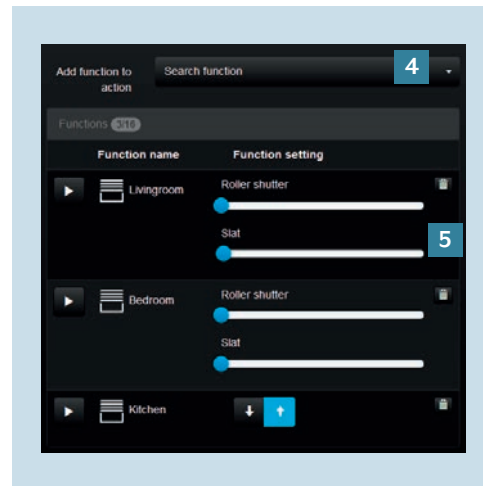 Add function to action
Search function
4
Functions 3/16
Function name Function setting
Livingroom
Roller shutter
Slat
5
Bedroom
Roller shutter
Slat
Kitchen